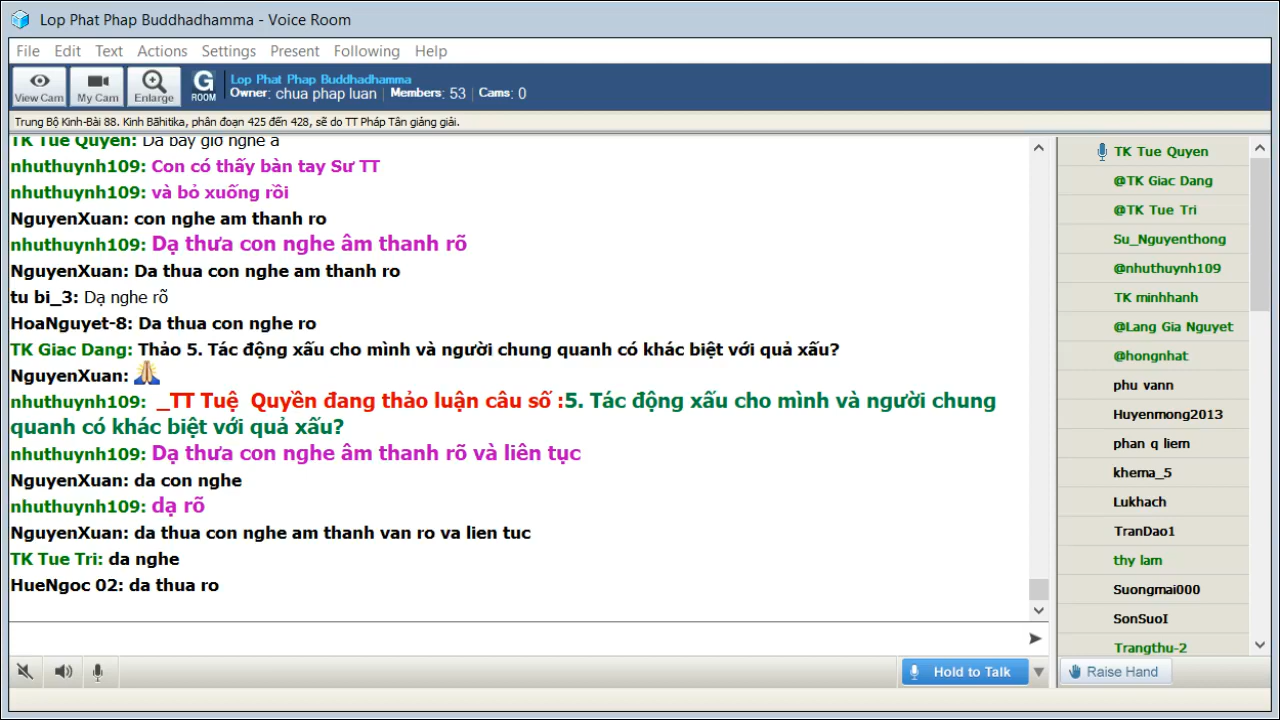 Lop Phat Phap Buddhadhamma - Voice Room
File Edit Text Actions Settings Present Following Help
View Cam My Cam Enlarge G ROOM
Lop Phat Phap Buddhadhamma
Owner: chua phap luan | Members: 53 | Cams: 0
Trung Bộ Kinh-Bài 88. Kinh Bāhitika, phân đoạn 425 đến 428, sẽ do TT Pháp Tân giảng giải.
TK Tue Quyen: Dạ bây giờ nghe ạ
nhuthuynh109: Con có thấy bàn tay Sư TT
nhuthuynh109: và bỏ xuống rồi
NguyenXuan: con nghe am thanh ro
nhuthuynh109: Dạ thưa con nghe âm thanh rõ
NguyenXuan: Da thua con nghe am thanh ro
tu bi_3: Dạ nghe rõ
HoaNguyet-8: Da thua con nghe ro
TK Giac Dang: Thảo 5. Tác động xấu cho mình và người chung quanh có khác biệt với quả xấu?
NguyenXuan: 🙏
nhuthuynh109: _TT Tuệ Quyền đang thảo luận câu số :5. Tác động xấu cho mình và người chung
quanh có khác biệt với quả xấu?
nhuthuynh109: Dạ thưa con nghe âm thanh rõ và liên tục
NguyenXuan: da con nghe
nhuthuynh109: dạ rõ
NguyenXuan: da thua con nghe am thanh van ro va lien tuc
TK Tue Tri: da nghe
HueNgoc 02: da thua ro
Hold to Talk
TK Tue Quyen
@TK Giac Dang
@TK Tue Tri
Su_Nguyenthong
@nhuthuynh109
TK minhhanh
@Lang Gia Nguyet
@hongnhat
phu vann
Huyenmong2013
phan q liem
khema_5
Lukhach
TranDao1
thy lam
Suongmai000
SonSuoI
Trangthu-2
Raise Hand